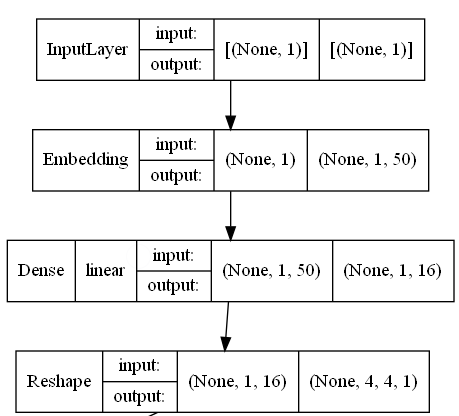 InputLayer input: output: [(None, 1)] [(None, 1)]
Embedding input: output: (None, 1) (None, 1, 50)
Dense linear input: output: (None, 1, 50) (None, 1, 16)
Reshape input: output: (None, 1, 16) (None, 4, 4, 1)